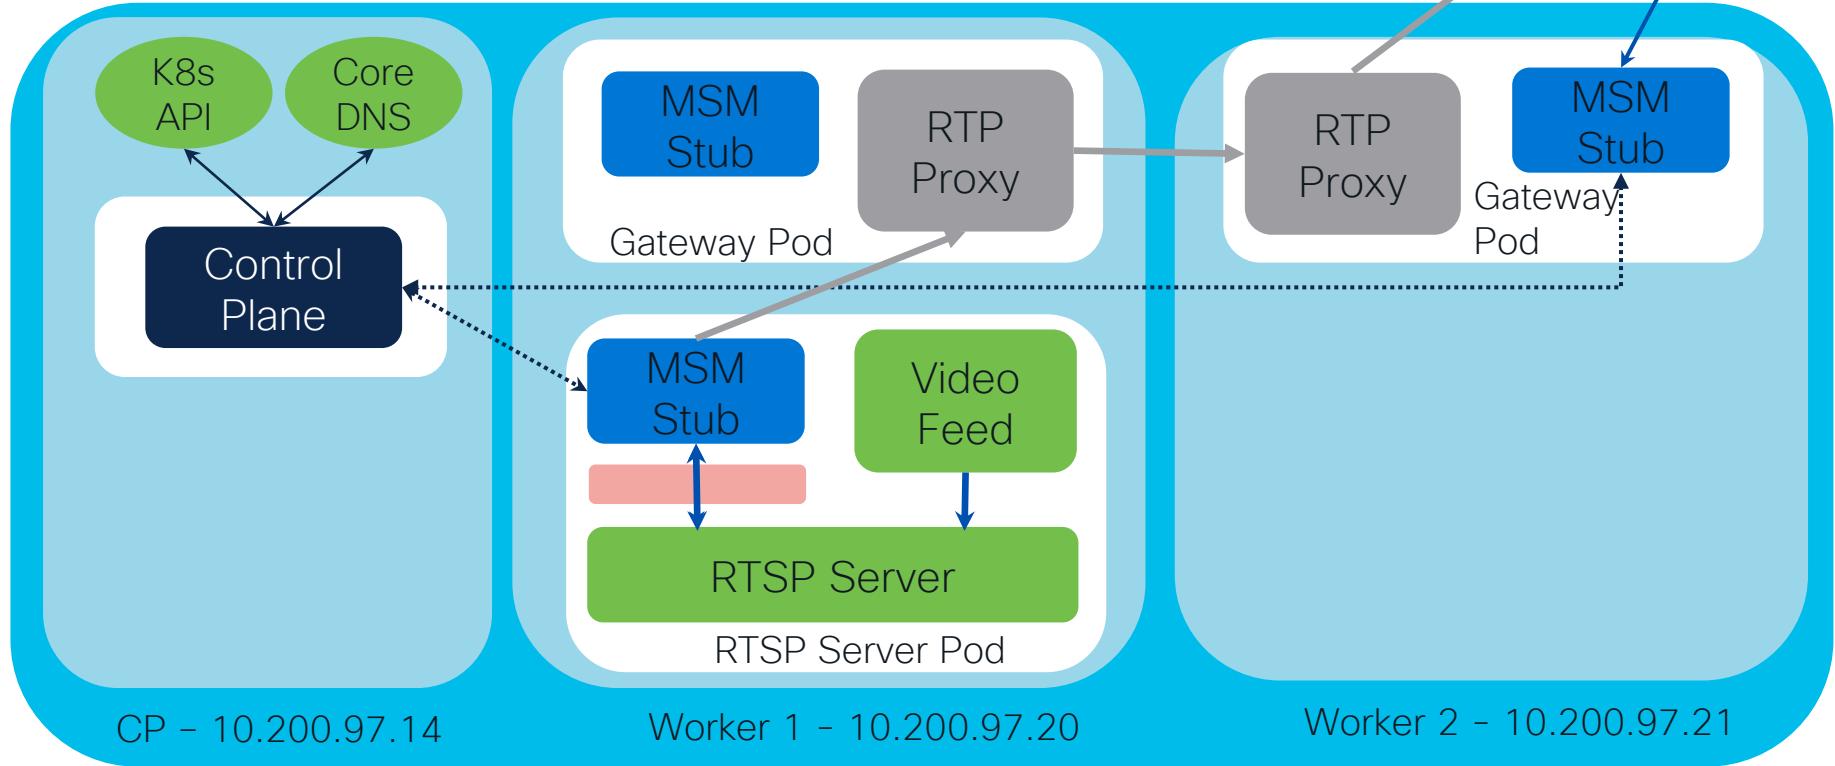 K8s
API
Core
DNS
Control
Plane
MSM
Stub
RTP
Proxy
Gateway Pod
MSM
Stub
Video
Feed
RTSP Server
RTSP Server Pod
RTP
Proxy
MSM
Stub
Gateway
Pod
CP – 10.200.97.14
Worker 1 - 10.200.97.20
Worker 2 - 10.200.97.21